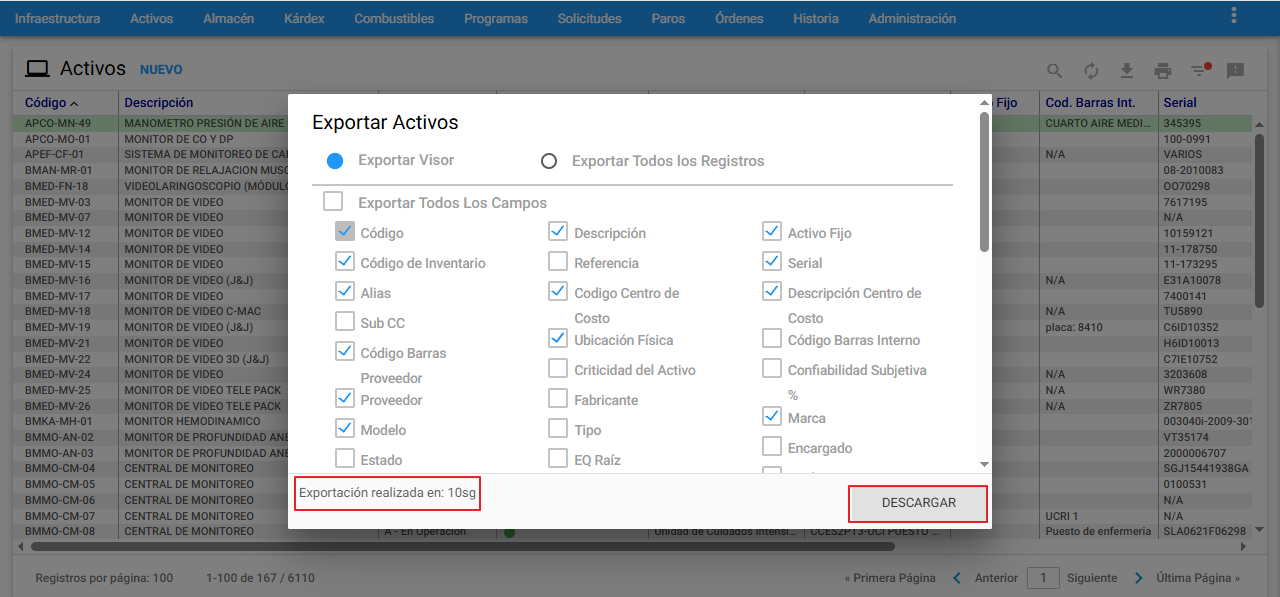 Infraestructura Activos Almacén Kárdex Combustibles Programas Solicitudes Paros Órdenes Historia Administración
Activos NUEVO
Código Descripción Fijo Cod. Barras Int. Serial
APCO-MN-49 MANOMETRO PRESIÓN DE AIRE CUARTO AIRE MEDI... 345395
APCO-MO-01 MONITOR DE CO Y DP 100-0991
APEF-CF-01 SISTEMA DE MONITOREO DE N/A VARIOS
BMAN-MR-01 MONITOR DE RELAJACION 08-2010083
BMED-FN-18 VIDEOLARINGOSCOPIO OO70298
BMED-MV-03 MONITOR DE VIDEO 7617195
BMED-MV-07 MONITOR DE VIDEO N/A
BMED-MV-12 MONITOR DE VIDEO 10159121
BMED-MV-14 MONITOR DE VIDEO 11-178750
BMED-MV-15 MONITOR DE VIDEO 11-173295
BMED-MV-16 MONITOR DE VIDEO (J&J) N/A E31A10078
BMED-MV-17 MONITOR DE VIDEO 7400141
BMED-MV-18 MONITOR DE VIDEO C-MAC N/A TU5890
BMED-MV-19 MONITOR DE VIDEO (J&J) placa: 8410 C6ID10352
BMED-MV-21 MONITOR DE VIDEO H6ID10013
BMED-MV-22 MONITOR DE VIDEO 3D (J&J) C7IE10752
BMED-MV-24 MONITOR DE VIDEO N/A 3203608
BMED-MV-25 MONITOR DE VIDEO TELE PACK N/A WR7380
BMED-MV-26 MONITOR DE VIDEO TELE PACK N/A ZR7805
BMKA-MH-01 MONITOR HEMODINAMICO 003040i-2009-301
BMMO-AN-02 MONITOR DE PROFUNDIDAD VT35174
BMMO-AN-03 MONITOR DE PROFUNDIDAD 2000006707
BMMO-CM-04 CENTRAL DE MONITOREO SGJ15441938GA
BMMO-CM-05 CENTRAL DE MONITOREO 0100531
BMMO-CM-06 CENTRAL DE MONITOREO N/A
BMMO-CM-07 CENTRAL DE MONITOREO UCRI 1 N/A
BMMO-CM-08 CENTRAL DE MONITOREO A - En Operación Unidad de Cuidados Intensi... CCES2P13-UCI PUESTO ... Puesto de enfermeria SLA0621F06298
Exportar Activos
Exportar Visor Exportar Todos los Registros
Exportar Todos Los Campos
Código Descripción Activo Fijo
Código de Inventario Referencia Serial
Alias Codigo Centro de Descripción Centro de
Sub CC Costo Costo
Código Barras Ubicación Física Código Barras Interno
Proveedor Criticidad del Activo Confiabilidad Subjetiva
Proveedor Fabricante %
Modelo Tipo Marca
Estado EQ Raíz Encargado
Exportación realizada en: 10sg DESCARGAR
Registros por página: 100 1-100 de 167 / 6110 « Primera Página Anterior 1 Siguiente Última Página »